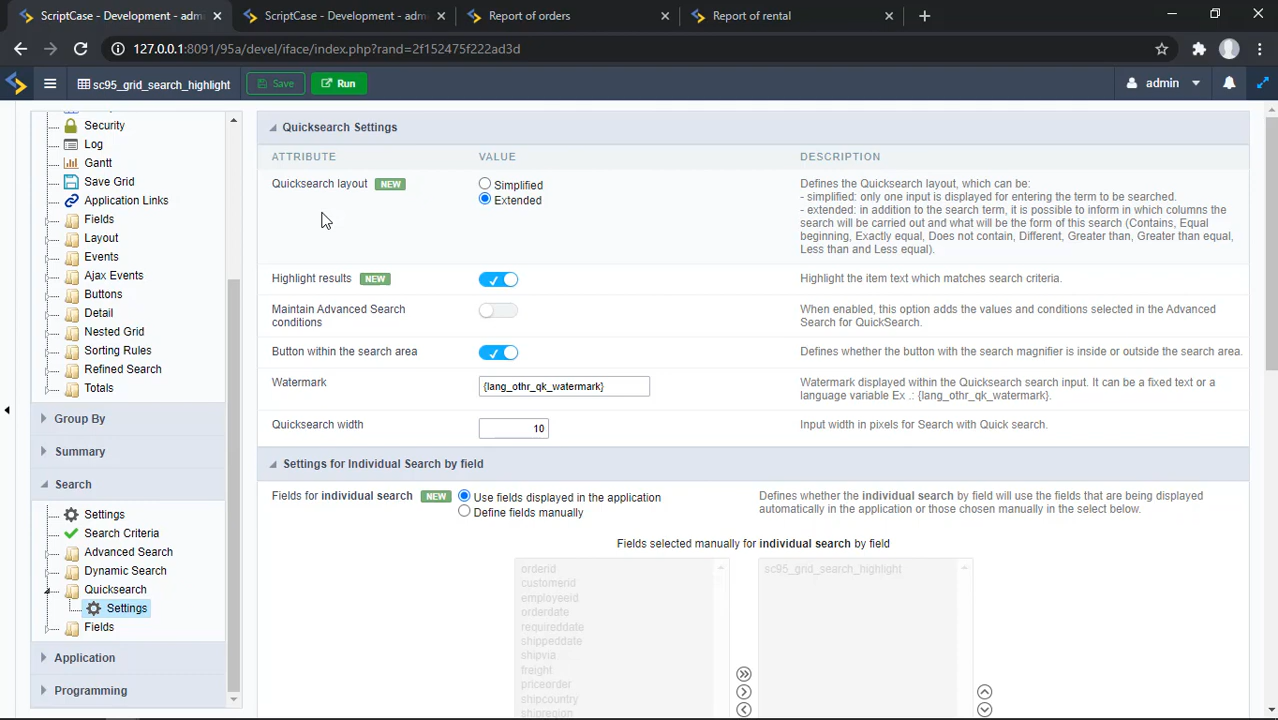 ScriptCase - Development - adm
ScriptCase - Development - adm
Report of orders
Report of rental
127.0.0.1:8091/95a/devel/iface/index.php?rand=2f152475f222ad3d
sc95_grid_search_highlight
Save
Run
admin
Security
Log
Gantt
Save Grid
Application Links
Fields
Layout
Events
Ajax Events
Buttons
Detail
Nested Grid
Sorting Rules
Refined Search
Totals
Group By
Summary
Search
Settings
Search Criteria
Advanced Search
Dynamic Search
Quicksearch
Settings
Fields
Application
Programming
Quicksearch Settings
ATTRIBUTE VALUE DESCRIPTION
Quicksearch layout NEW
Simplified
Extended
Defines the Quicksearch layout, which can be:
- simplified: only one input is displayed for entering the term to be searched.
- extended: in addition to the search term, it is possible to inform in which columns the
search will be carried out and what will be the form of this search (Contains, Equal
beginning, Exactly equal, Does not contain, Different, Greater than, Greater than equal,
Less than and Less equal).
Highlight results NEW
Highlight the item text which matches search criteria.
Maintain Advanced Search
conditions
When enabled, this option adds the values and conditions selected in the Advanced
Search for QuickSearch.
Button within the search area
Defines whether the button with the search magnifier is inside or outside the search area.
Watermark
{lang_othr_qk_watermark}
Watermark displayed within the Quicksearch search input. It can be a fixed text or a
language variable Ex .: {lang_othr_qk_watermark}.
Quicksearch width
10
Input width in pixels for Search with Quick search.
Settings for Individual Search by field
Fields for individual search NEW
Use fields displayed in the application
Define fields manually
Defines whether the individual search by field will use the fields that are being displayed
automatically in the application or those chosen manually in the select below.
Fields selected manually for individual search by field
orderid
customerid
employeeid
orderdate
requireddate
shippeddate
shipvia
freight
priceorder
shipcountry
shipregion
sc95_grid_search_highlight